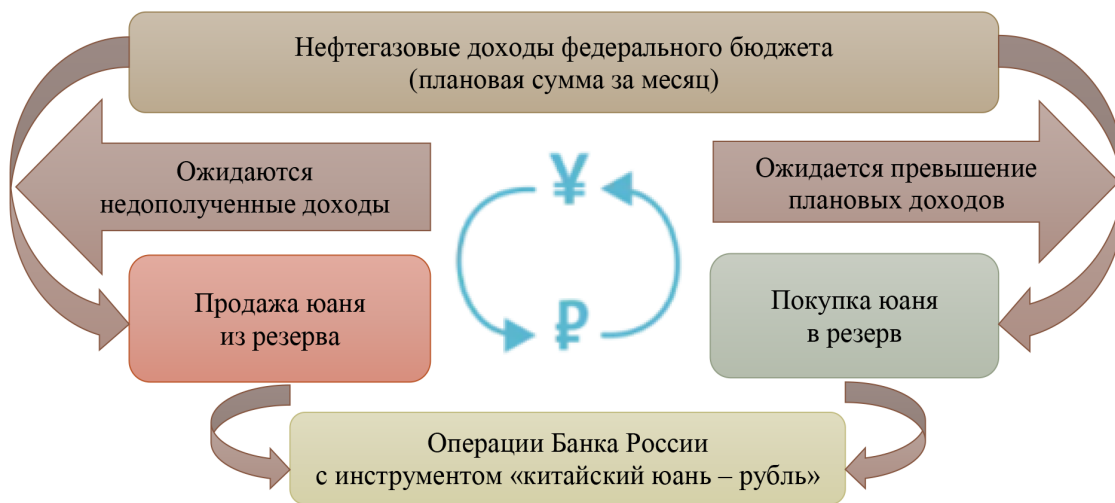 Нефтегазовые доходы федерального бюджета
(плановая сумма за месяц)
Ожидаются
недополученные доходы
¥
Ожидается превышение
плановых доходов
Продажа юаня
из резерва
₽
Покупка юаня
в резерв
Операции Банка России
с инструментом «китайский юань – рубль»